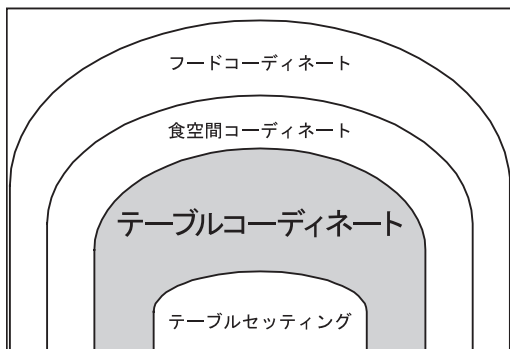 フードコーディネート
食空間コーディネート
テーブルコーディネート
テーブルセッティング